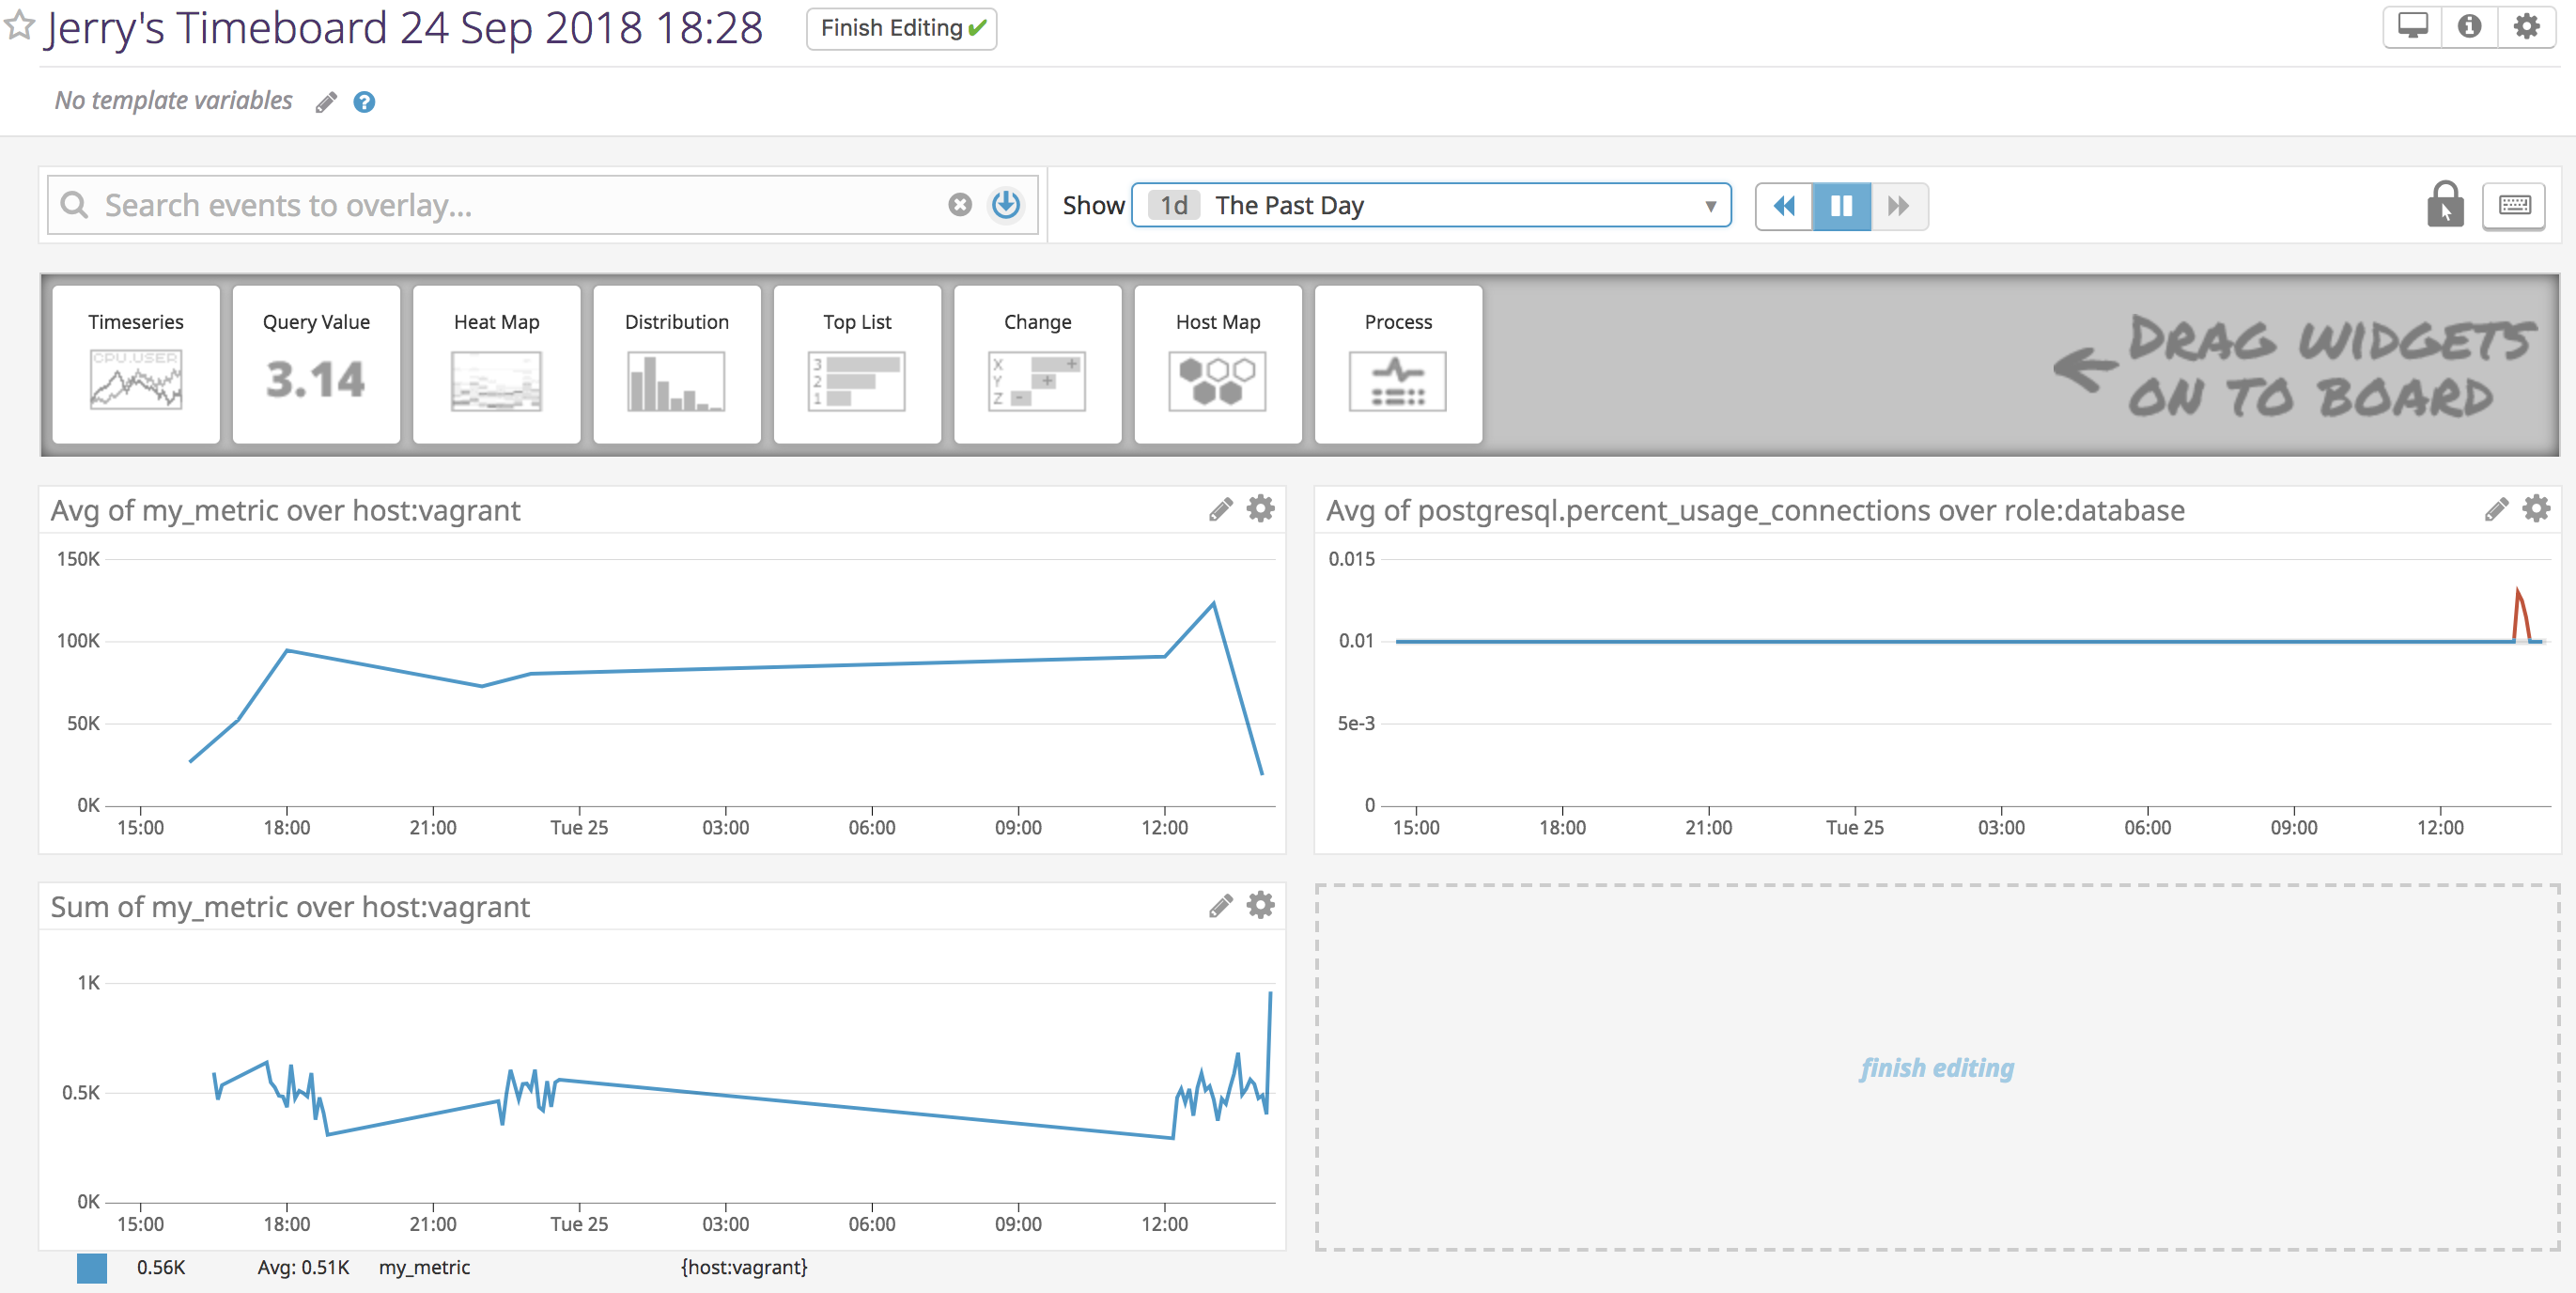 Jerry's Timeboard 24 Sep 2018 18:28
Finish Editing
No template variables
Search events to overlay...
Show 1d The Past Day
Timeseries
CPU.USER
Query Value
3.14
Heat Map
Distribution
Top List
3
2
1
Change
X
Y
Z
Host Map
Process
DRAG WIDGETS
ON TO BOARD
Avg of my_metric over host:vagrant
150K
100K
50K
0K
15:00 18:00 21:00 Tue 25 03:00 06:00 09:00 12:00
Avg of postgresql.percent_usage_connections over role:database
0.015
0.01
5e-3
0
15:00 18:00 21:00 Tue 25 03:00 06:00 09:00 12:00
Sum of my_metric over host:vagrant
1K
0.5K
0K
15:00 18:00 21:00 Tue 25 03:00 06:00 09:00 12:00
0.56K Avg: 0.51K my_metric {host:vagrant}
finish editing